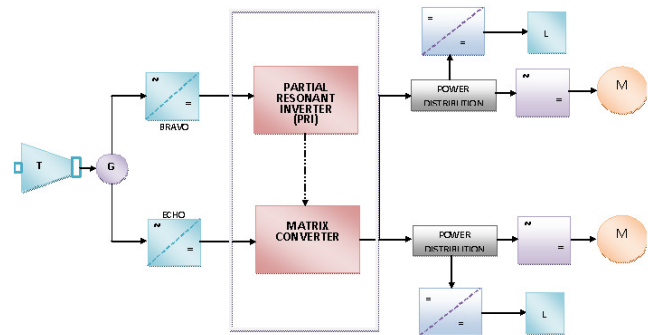 =
=
L
~
=
BRAVO
PARTIAL
RESONANT
INVERTER
(PRI)
POWER
DISTRIBUTION
~
=
M
T
G
ECHO
~
=
MATRIX
CONVERTER
POWER
DISTRIBUTION
~
=
M
=
=
L